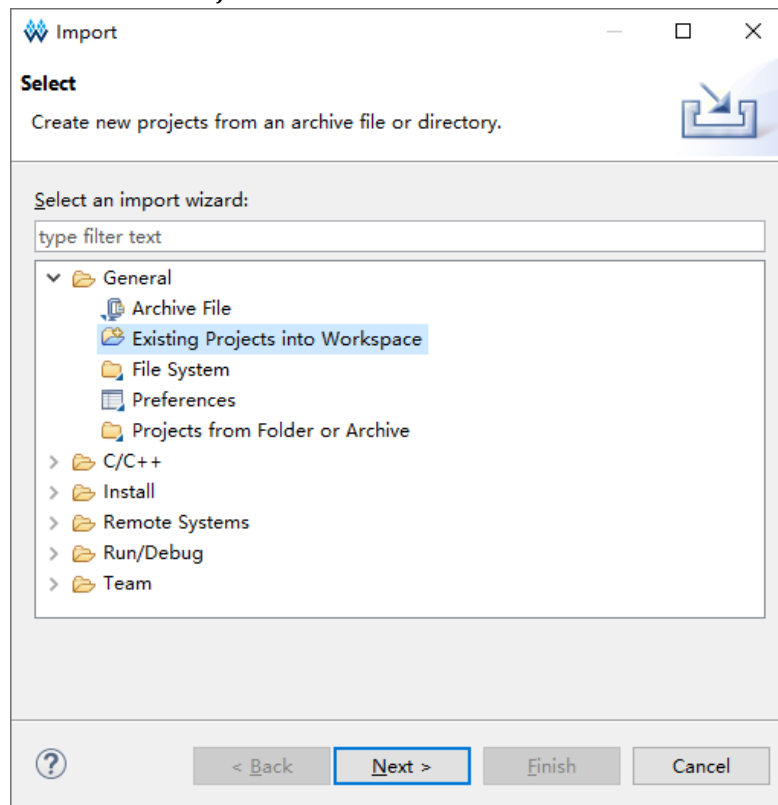 Import
Select
Create new projects from an archive file or directory.
Select an import wizard:
type filter text
General
Archive File
Existing Projects into Workspace
File System
Preferences
Projects from Folder or Archive
C/C++
Install
Remote Systems
Run/Debug
Team
< Back Next > Finish Cancel